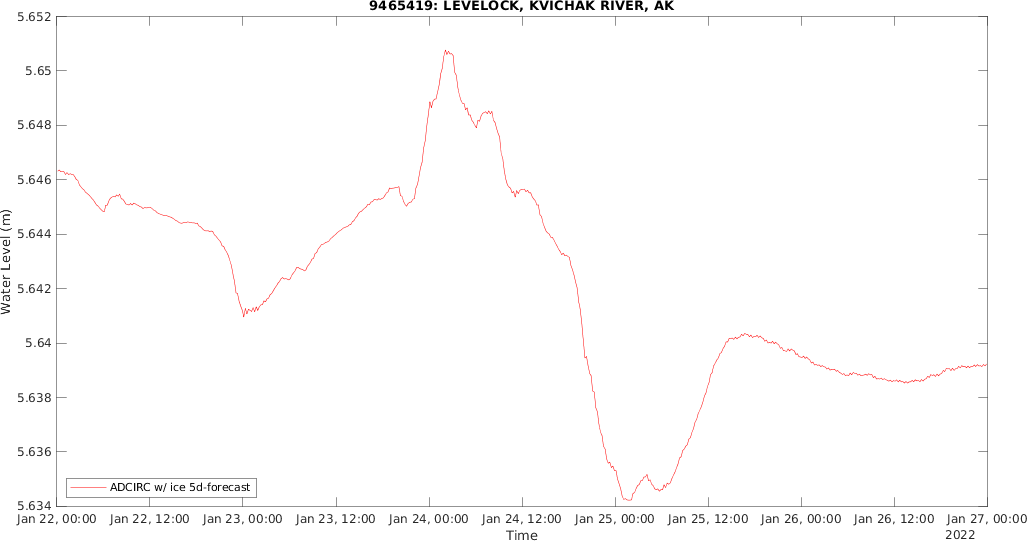 9465419: LEVELOCK, KVICHAK RIVER, AK
5.652
5.65
5.648
5.646
5.644
5.642
5.64
5.638
5.636
5.634
Water Level (m)
ADCIRC w/ ice 5d-forecast
Jan 22, 00:00 Jan 22, 12:00 Jan 23, 00:00 Jan 23, 12:00 Jan 24, 00:00 Jan 24, 12:00 Jan 25, 00:00 Jan 25, 12:00 Jan 26, 00:00 Jan 26, 12:00 Jan 27, 00:00
Time
2022